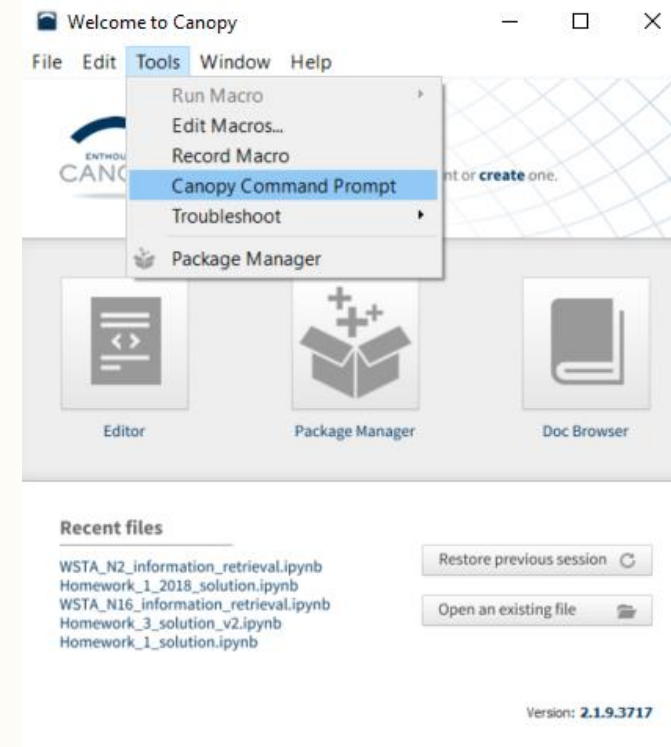 Welcome to Canopy
File Edit Tools Window Help
Run Macro
Edit Macros...
Record Macro
Canopy Command Prompt
Troubleshoot
Package Manager
or create one.
Editor Package Manager Doc Browser
Recent files
WSTA_N2_information_retrieval.ipynb
Homework_1_2018_solution.ipynb
WSTA_N16_information_retrieval.ipynb
Homework_3_solution_v2.ipynb
Homework_1_solution.ipynb
Restore previous session
Open an existing file
Version: 2.1.9.3717